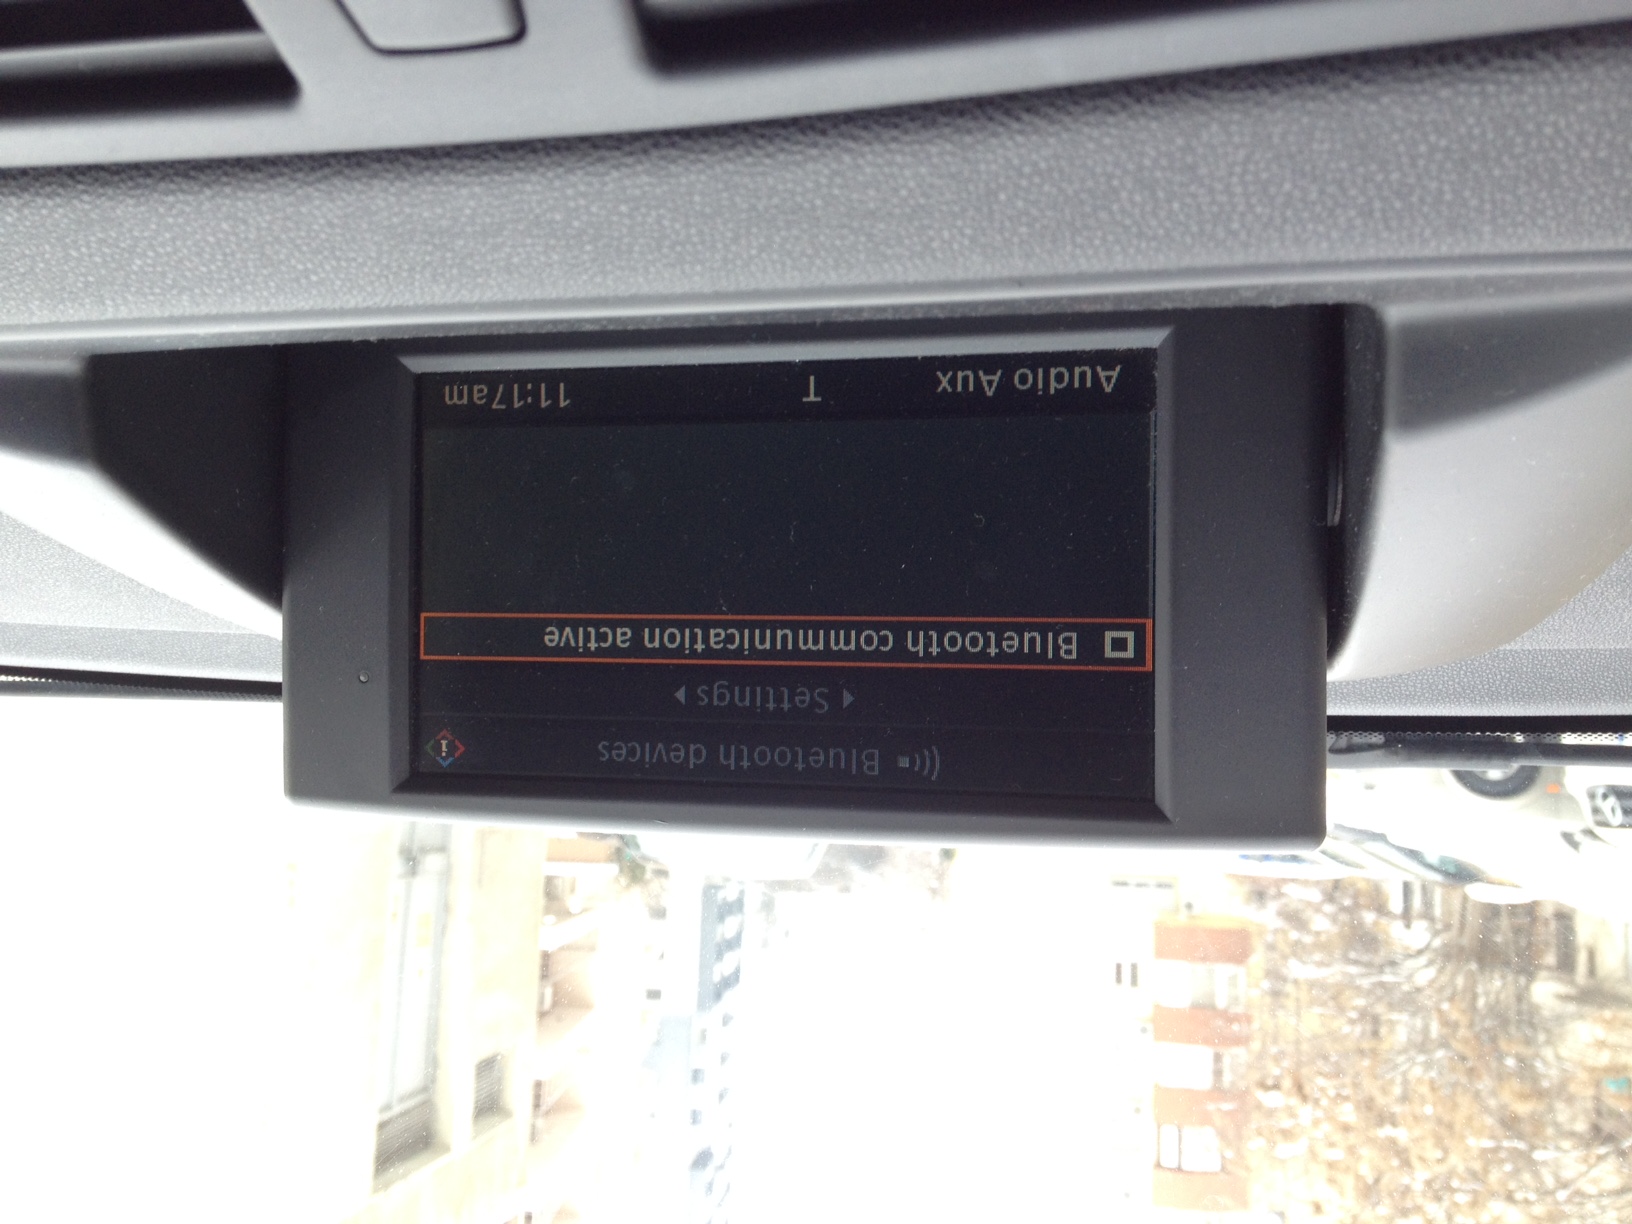 Bluetooth devices
Settings
Bluetooth communication active
Audio Aux T 11:17am